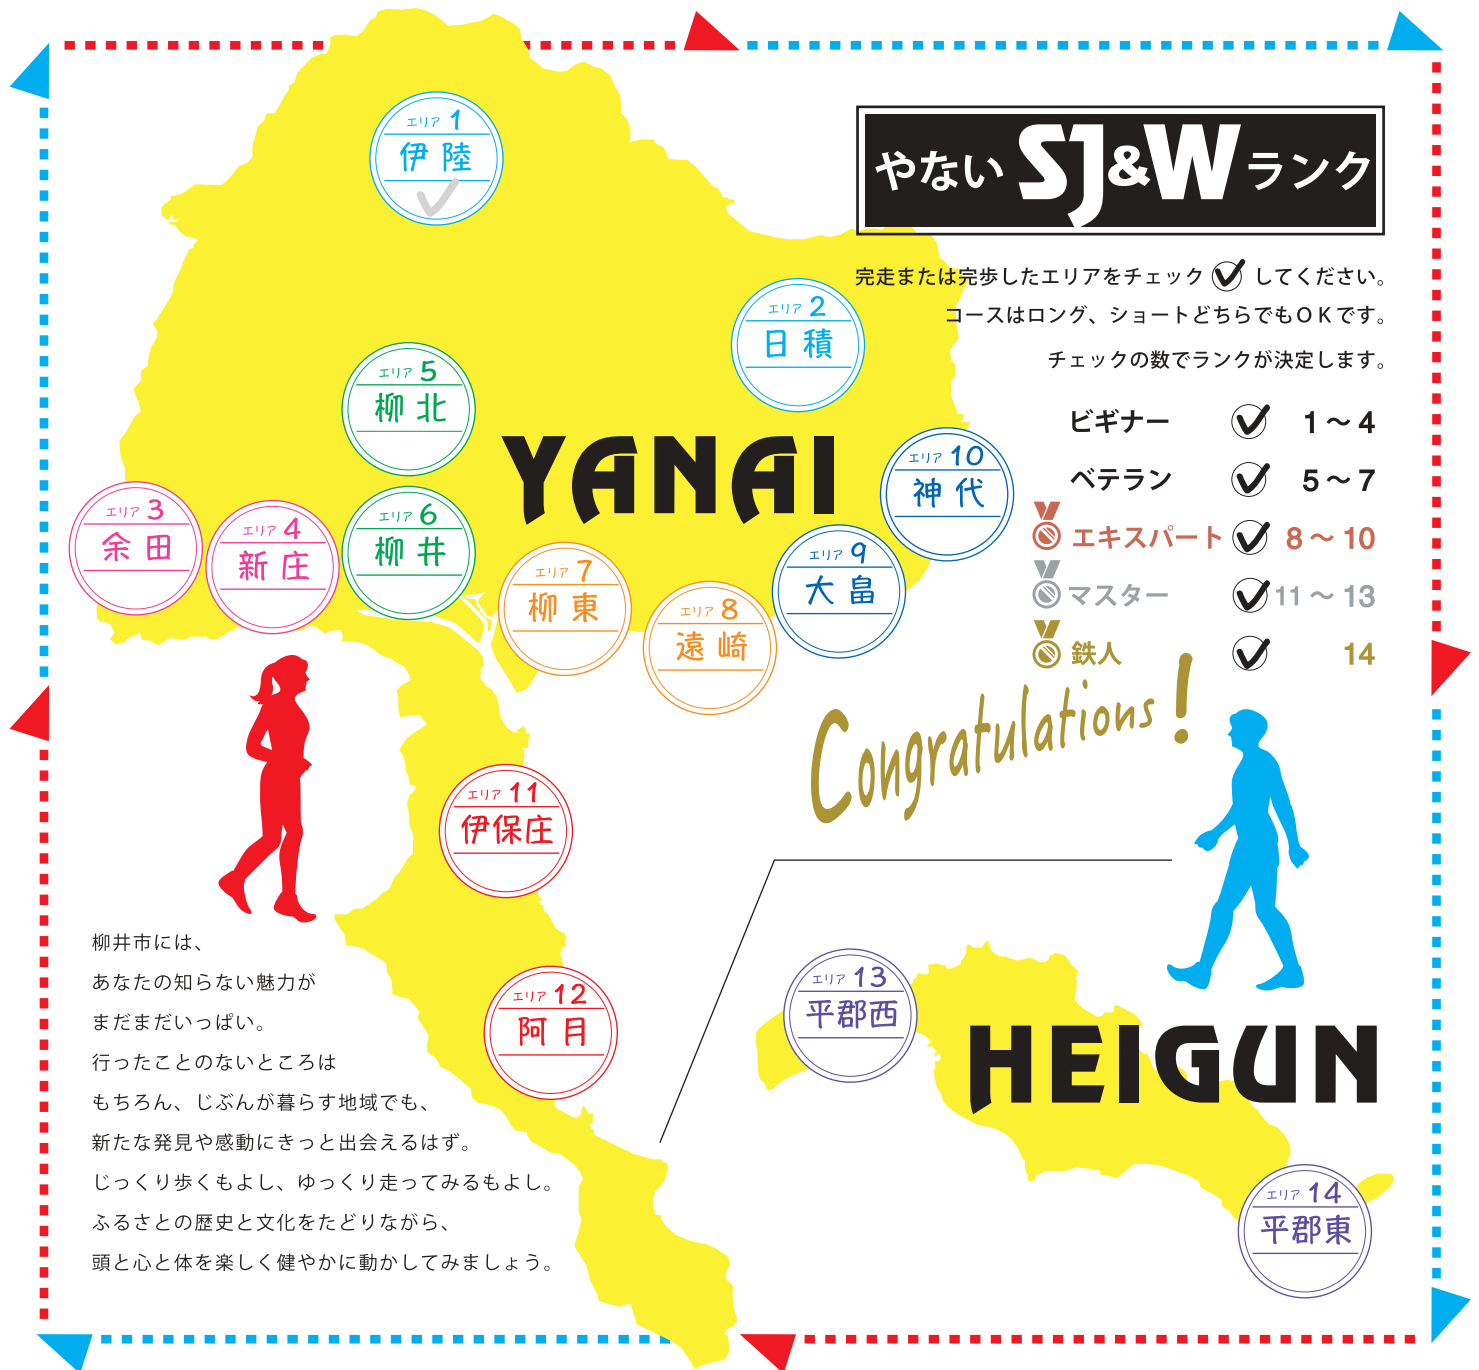 やない SJ&W ランク
完走または完歩したエリアをチェック してください。
コースはロング、ショートどちらでもOKです。
チェックの数でランクが決定します。
ビギナー 1～4
ベテラン 5～7
エキスパート 8～10
マスター 11～13
鉄人 14
Congratulations!
エリア 1
伊陸
エリア 2
日積
エリア 5
柳北
YANAI
エリア 10
神代
エリア 3
余田
エリア 4
新庄
エリア 6
柳井
エリア 7
柳東
エリア 8
遠崎
エリア 9
大畠
エリア 11
伊保庄
エリア 12
阿月
エリア 13
平郡西
HEIGUN
エリア 14
平郡東
柳井市には、
あなたの知らない魅力が
まだまだいっぱい。
行ったことのないところは
もちろん、じぶんが暮らす地域でも、
新たな発見や感動にきっと出会えるはず。
じっくり歩くもよし、ゆっくり走ってみるもよし。
ふるさとの歴史と文化をたどりながら、
頭と心と体を楽しく健やかに動かしてみましょう。